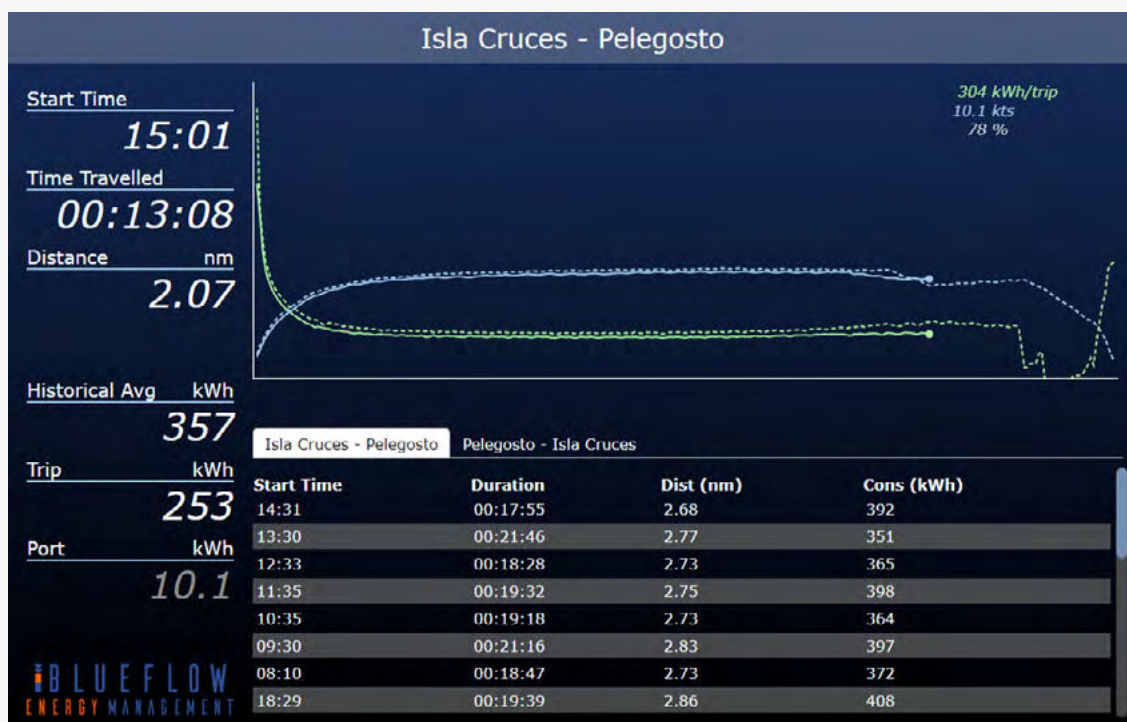 Isla Cruces - Pelegosto
Start Time
15:01
Time Travelled
00:13:08
Distance nm
2.07
Historical Avg kWh
357
Trip kWh
253
Port kWh
10.1
BLUEFLOW
ENERGY MANAGEMENT
304 kWh/trip
10.1 kts
78 %
Isla Cruces - Pelegosto Pelegosto - Isla Cruces
Start Time Duration Dist (nm) Cons (kWh)
14:31 00:17:55 2.68 392
13:30 00:21:46 2.77 351
12:33 00:18:28 2.73 365
11:35 00:19:32 2.75 398
10:35 00:19:18 2.73 364
09:30 00:21:16 2.83 397
08:10 00:18:47 2.73 372
18:29 00:19:39 2.86 408